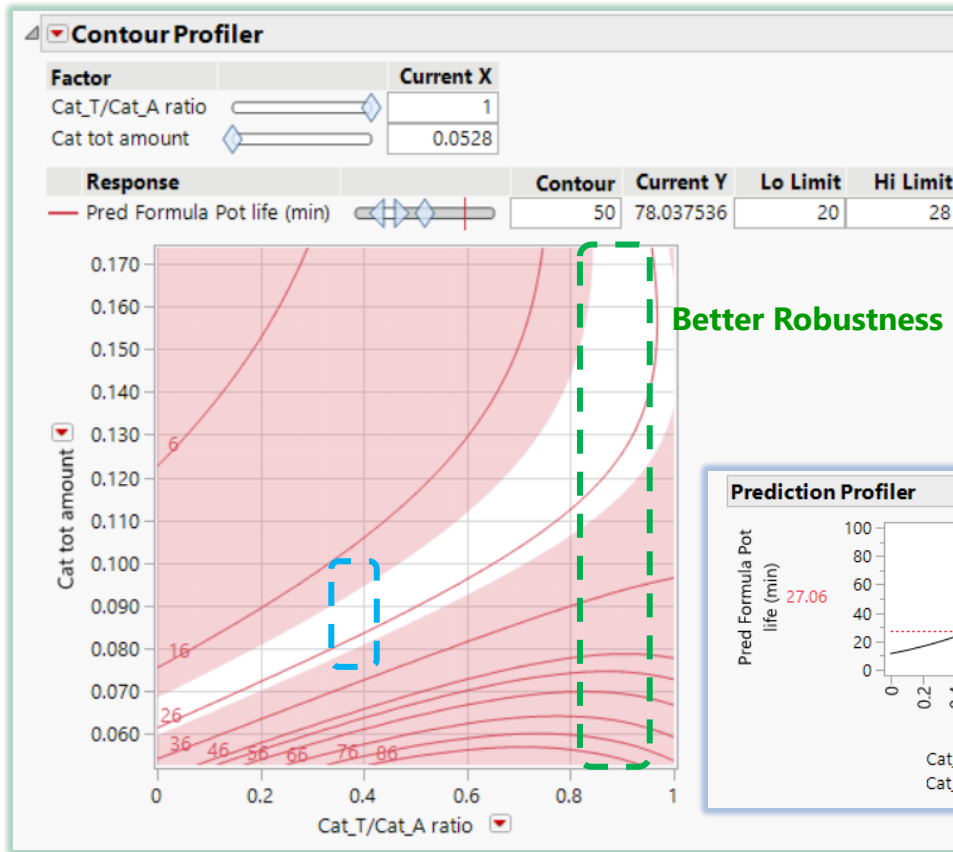 Contour Profiler
Factor Current X
Cat_T/Cat_A ratio 1
Cat tot amount 0.0528
Response Contour Current Y Lo Limit Hi Limit
Pred Formula Pot life (min) 50 78.037536 20 28
0.170
0.160
0.150
0.140
0.130
0.120
0.110
0.100
0.090
0.080
0.070
0.060
Cat tot amount
6
16
26
36 46 56 66 76 86
Better Robustness
0 0.2 0.4 0.6 0.8 1
Cat_T/Cat_A ratio
Prediction Profiler
Pred Formula Pot
life (min)
27.06
100
80
60
40
20
0
0 0.2
Cat_
Cat_